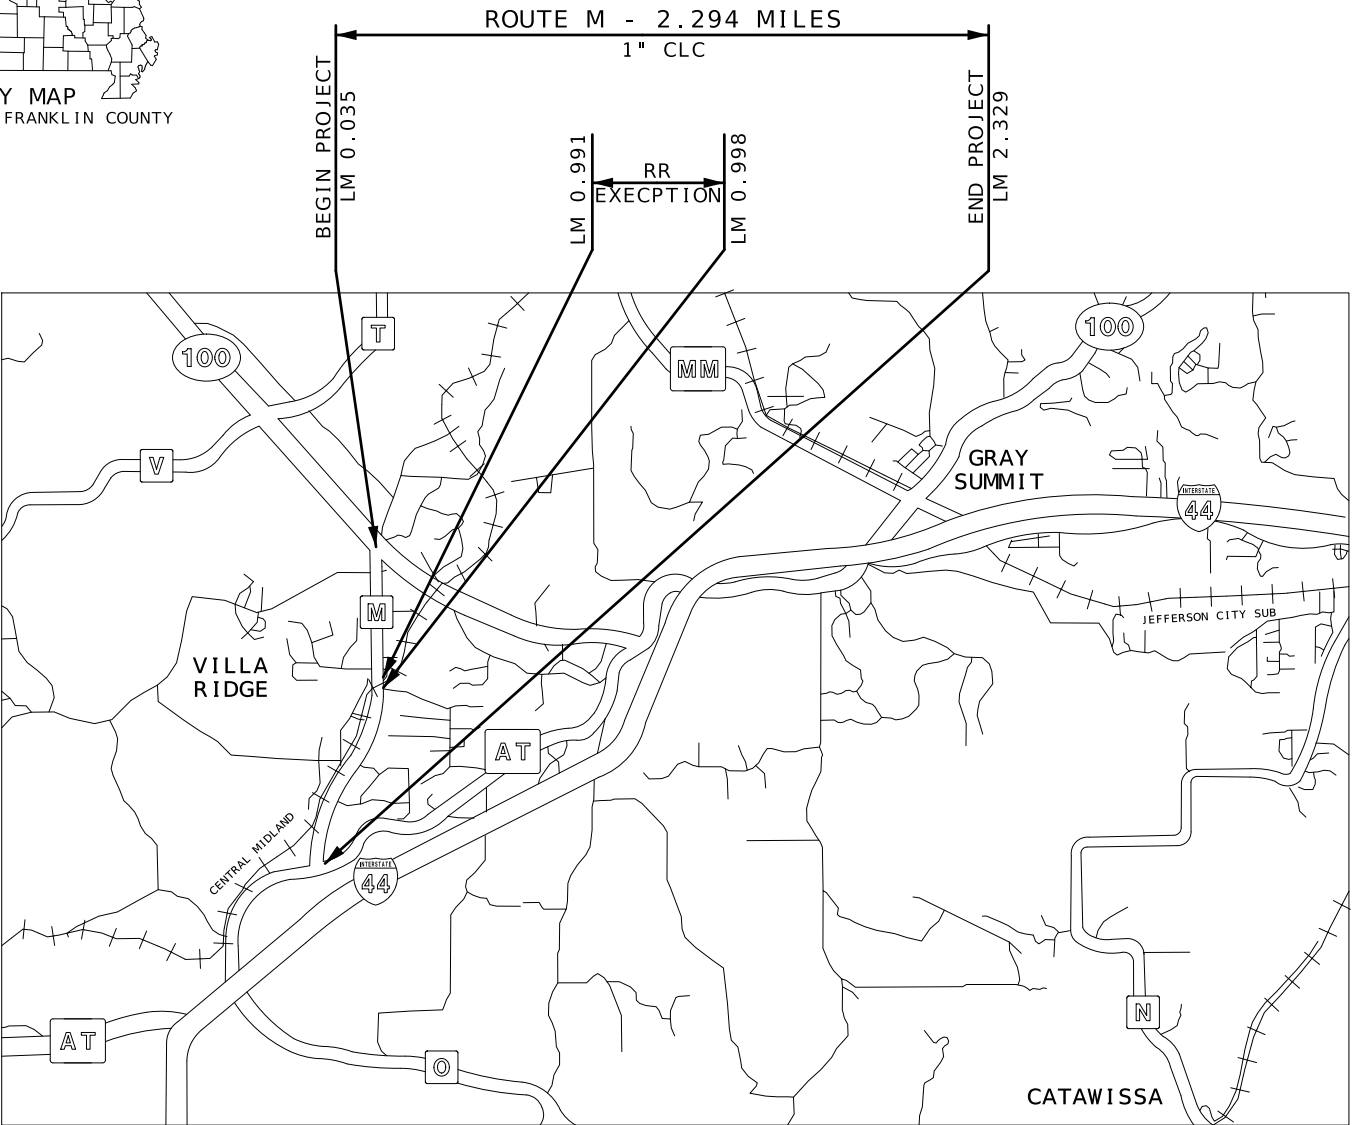 ROUTE M - 2.294 MILES
1" CLC
Y MAP
FRANKLIN COUNTY
BEGIN PROJECT
LM 0.035
LM 0.991
RR
EXECPTION
LM 0.998
END PROJECT
LM 2.329
T
100
100
MM
V
GRAY
SUMMIT
INTERSTATE
44
M
JEFFERSON CITY SUB
VILLA
RIDGE
AT
CENTRAL MIDLAND
INTERSTATE
44
N
AT
O
CATAWISSA